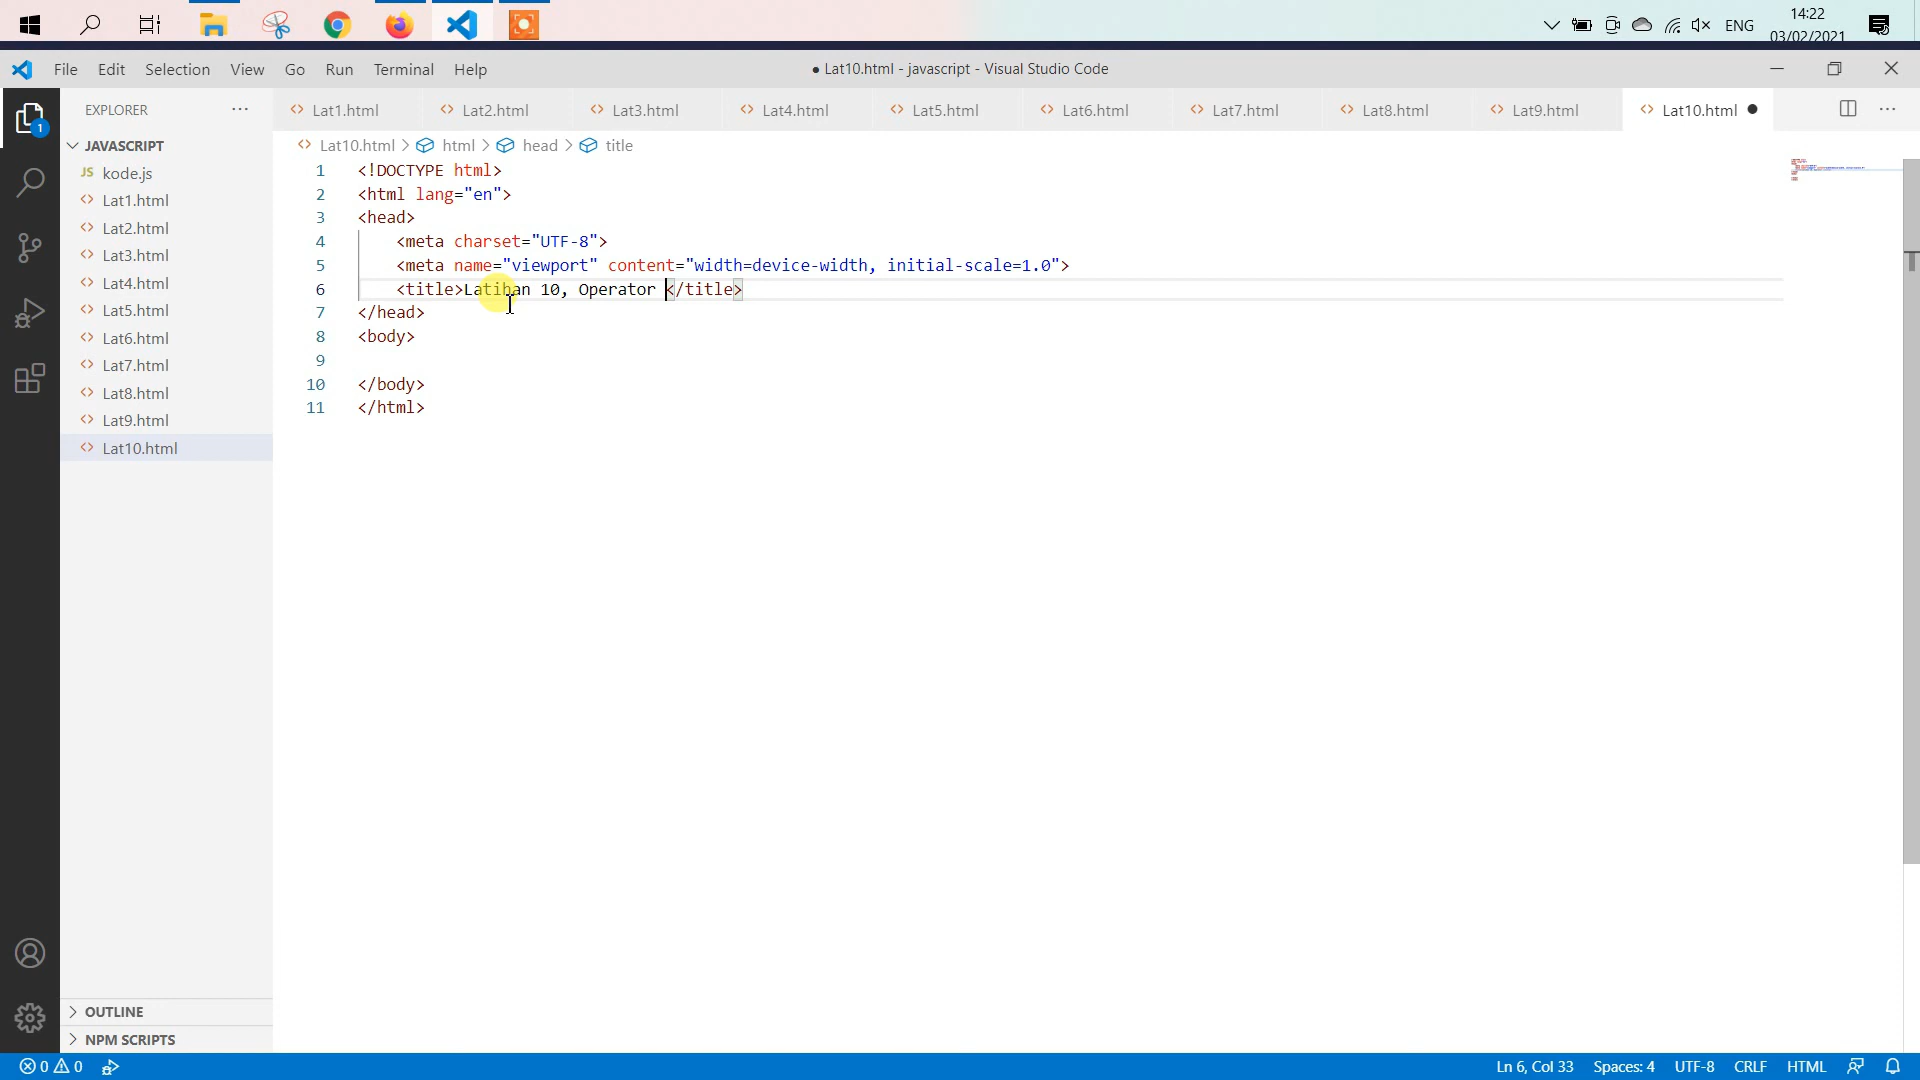 ENG
14:22
03/02/2021
File Edit Selection View Go Run Terminal Help
● Lat10.html - javascript - Visual Studio Code
EXPLORER
Lat1.html
Lat2.html
Lat3.html
Lat4.html
Lat5.html
Lat6.html
Lat7.html
Lat8.html
Lat9.html
Lat10.html
JAVASCRIPT
JS kode.js
Lat1.html
Lat2.html
Lat3.html
Lat4.html
Lat5.html
Lat6.html
Lat7.html
Lat8.html
Lat9.html
Lat10.html
OUTLINE
NPM SCRIPTS
Lat10.html > html > head > title
1 <!DOCTYPE html>
2 <html lang="en">
3 <head>
4 <meta charset="UTF-8">
5 <meta name="viewport" content="width=device-width, initial-scale=1.0">
6 <title>Latihan 10, Operator </title>
7 </head>
8 <body>
9
10 </body>
11 </html>
1
0 0
Ln 6, Col 33 Spaces: 4 UTF-8 CRLF HTML